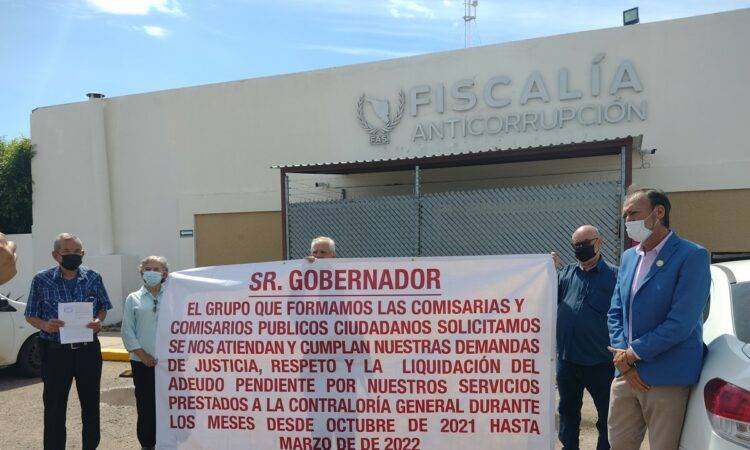 FISCALÍA
ANTICORRUPCIÓN
FAS
SR. GOBERNADOR
EL GRUPO QUE FORMAMOS LAS COMISARIAS Y
COMISARIOS PUBLICOS CIUDADANOS SOLICITAMOS
SE NOS ATIENDAN Y CUMPLAN NUESTRAS DEMANDAS
DE JUSTICIA, RESPETO Y LA LIQUIDACIÓN DEL
ADEUDO PENDIENTE POR NUESTROS SERVICIOS
PRESTADOS A LA CONTRALORÍA GENERAL DURANTE
LOS MESES DESDE OCTUBRE DE 2021 HASTA
MARZO DE DE 2022